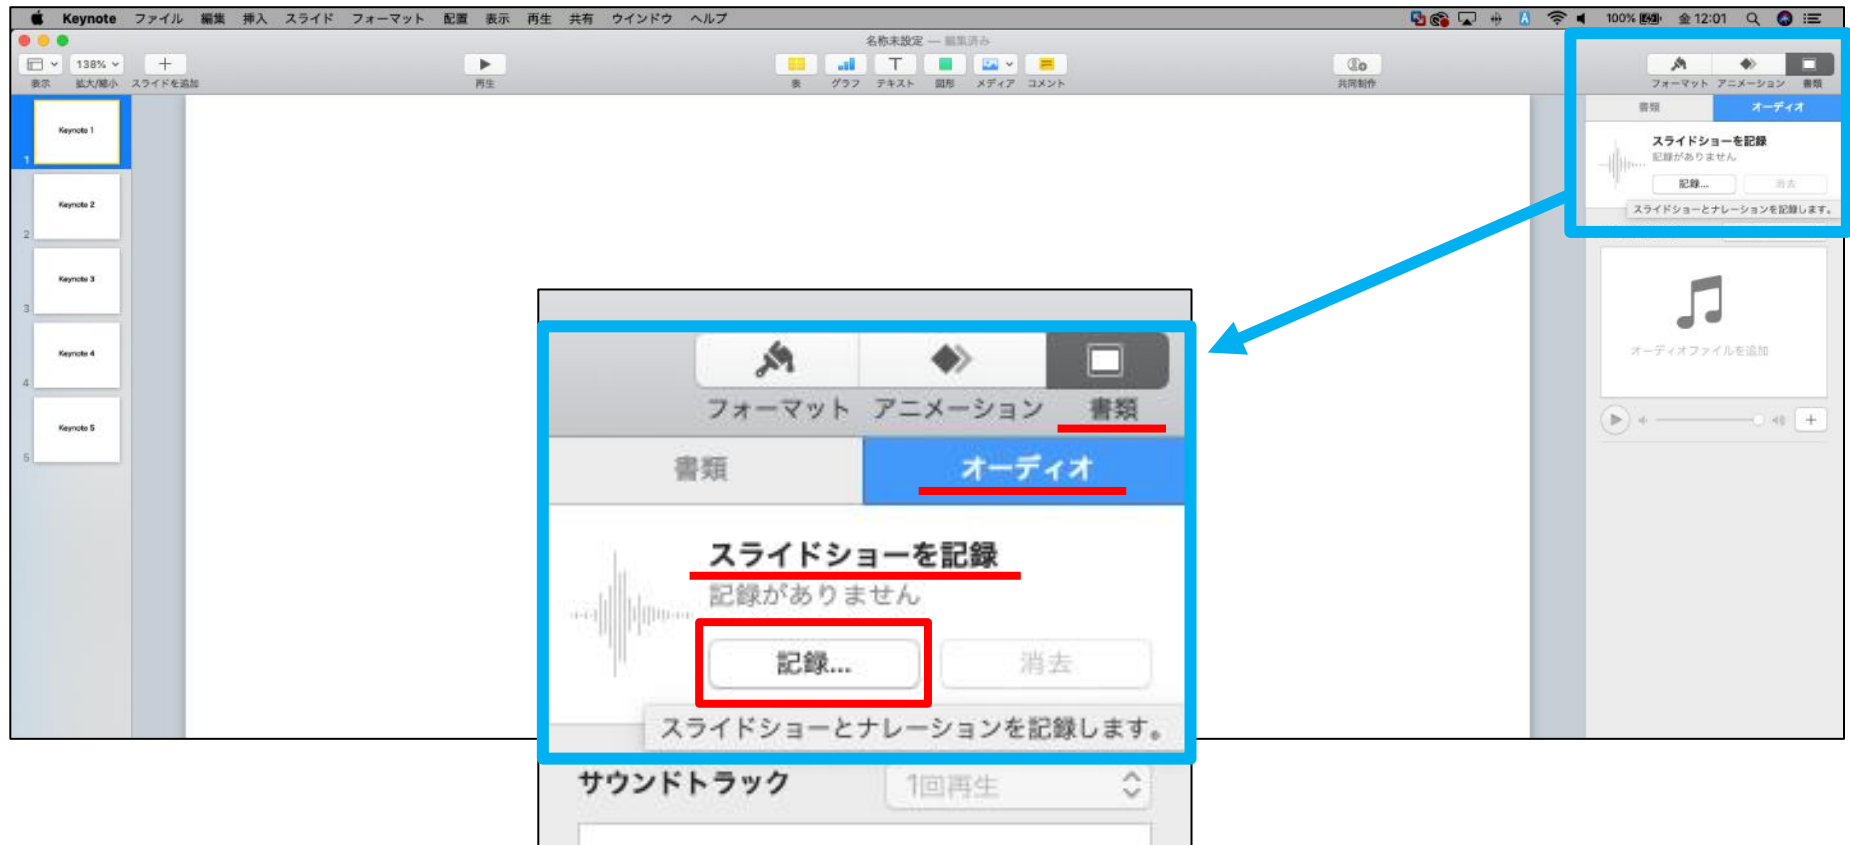 Keynote ファイル 編集 挿入 スライド フォーマット 配置 表示 再生 共有 ウインドウ ヘルプ
100% 金 12:01
名称未設定 — 編集済み
138%
表示 拡大/縮小 スライドを追加 再生 表 グラフ テキスト 図形 メディア コメント 共同制作 フォーマット アニメーション 書類
書類 オーディオ
スライドショーを記録
記録がありません
記録... 消去
スライドショーとナレーションを記録します。
オーディオファイルを追加
Keynote 1
1
Keynote 2
2
Keynote 3
3
Keynote 4
4
Keynote 5
5
フォーマット アニメーション 書類
書類 オーディオ
スライドショーを記録
記録がありません
記録... 消去
スライドショーとナレーションを記録します。
サウンドトラック 1回再生